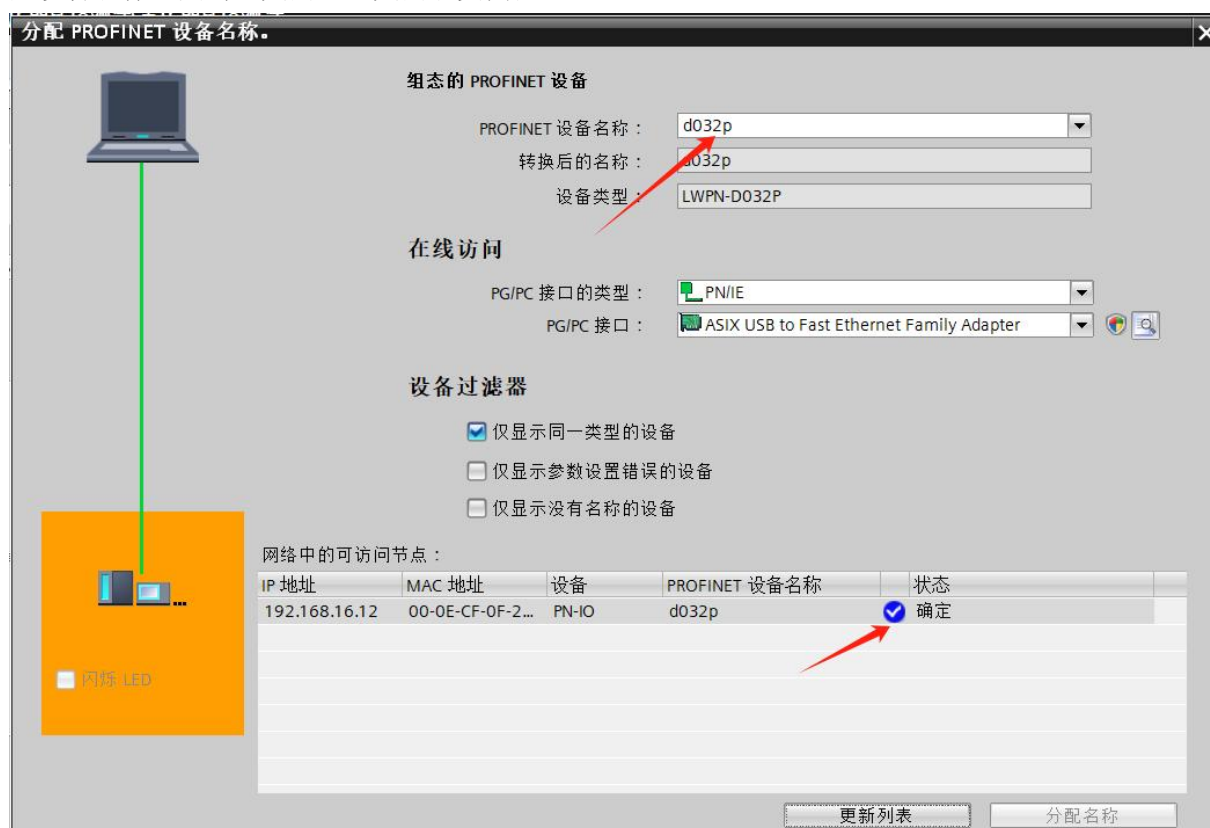 分配 PROFINET 设备名称。
组态的 PROFINET 设备
PROFINET 设备名称：
d032p
转换后的名称：
d032p
设备类型：
LWPN-D032P
在线访问
PG/PC 接口的类型：
PN/IE
PG/PC 接口：
ASIX USB to Fast Ethernet Family Adapter
设备过滤器
仅显示同一类型的设备
仅显示参数设置错误的设备
仅显示没有名称的设备
网络中的可访问节点：
IP 地址 MAC 地址 设备 PROFINET 设备名称 状态
192.168.16.12 00-0E-CF-0F-2... PN-IO d032p 确定
闪烁 LED
更新列表 分配名称